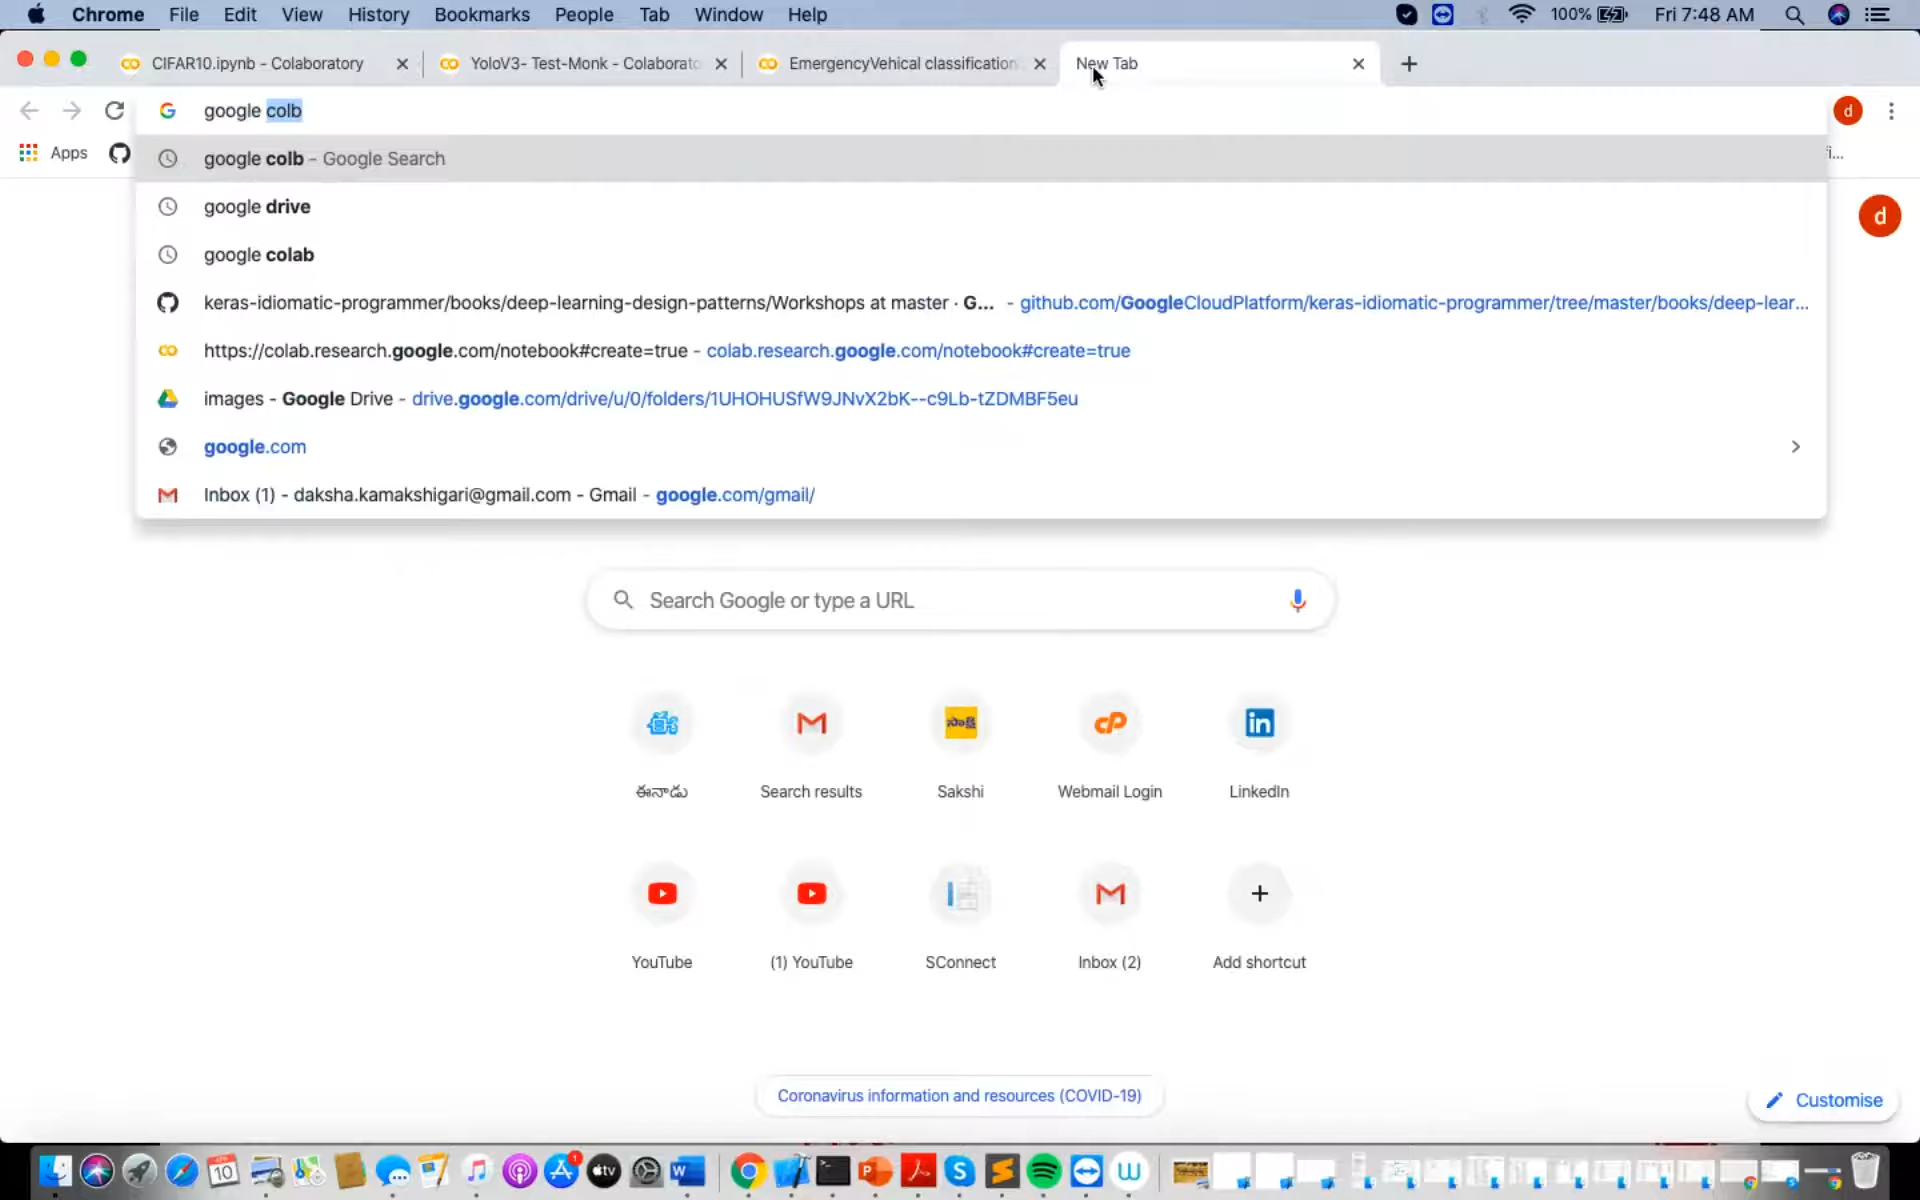 Chrome File Edit View History Bookmarks People Tab Window Help 100% Fri 7:48 AM
CIFAR10.ipynb - Colaboratory YoloV3- Test-Monk - Colaborato EmergencyVehical classification New Tab
google colb d
Apps fi...
google colb - Google Search
google drive
d
google colab
keras-idiomatic-programmer/books/deep-learning-design-patterns/Workshops at master · G... - github.com/GoogleCloudPlatform/keras-idiomatic-programmer/tree/master/books/deep-lear...
https://colab.research.google.com/notebook#create=true - colab.research.google.com/notebook#create=true
images - Google Drive - drive.google.com/drive/u/0/folders/1UHOHUSfW9JNvX2bK--c9Lb-tZDMBF5eu
google.com
Inbox (1) - daksha.kamakshigari@gmail.com - Gmail - google.com/gmail/
Search Google or type a URL
సాక్షి cP in
ఈనాడు Search results Sakshi Webmail Login LinkedIn
YouTube (1) YouTube SConnect Inbox (2) Add shortcut
Coronavirus information and resources (COVID-19)
Customise
10 1 tv W P S W